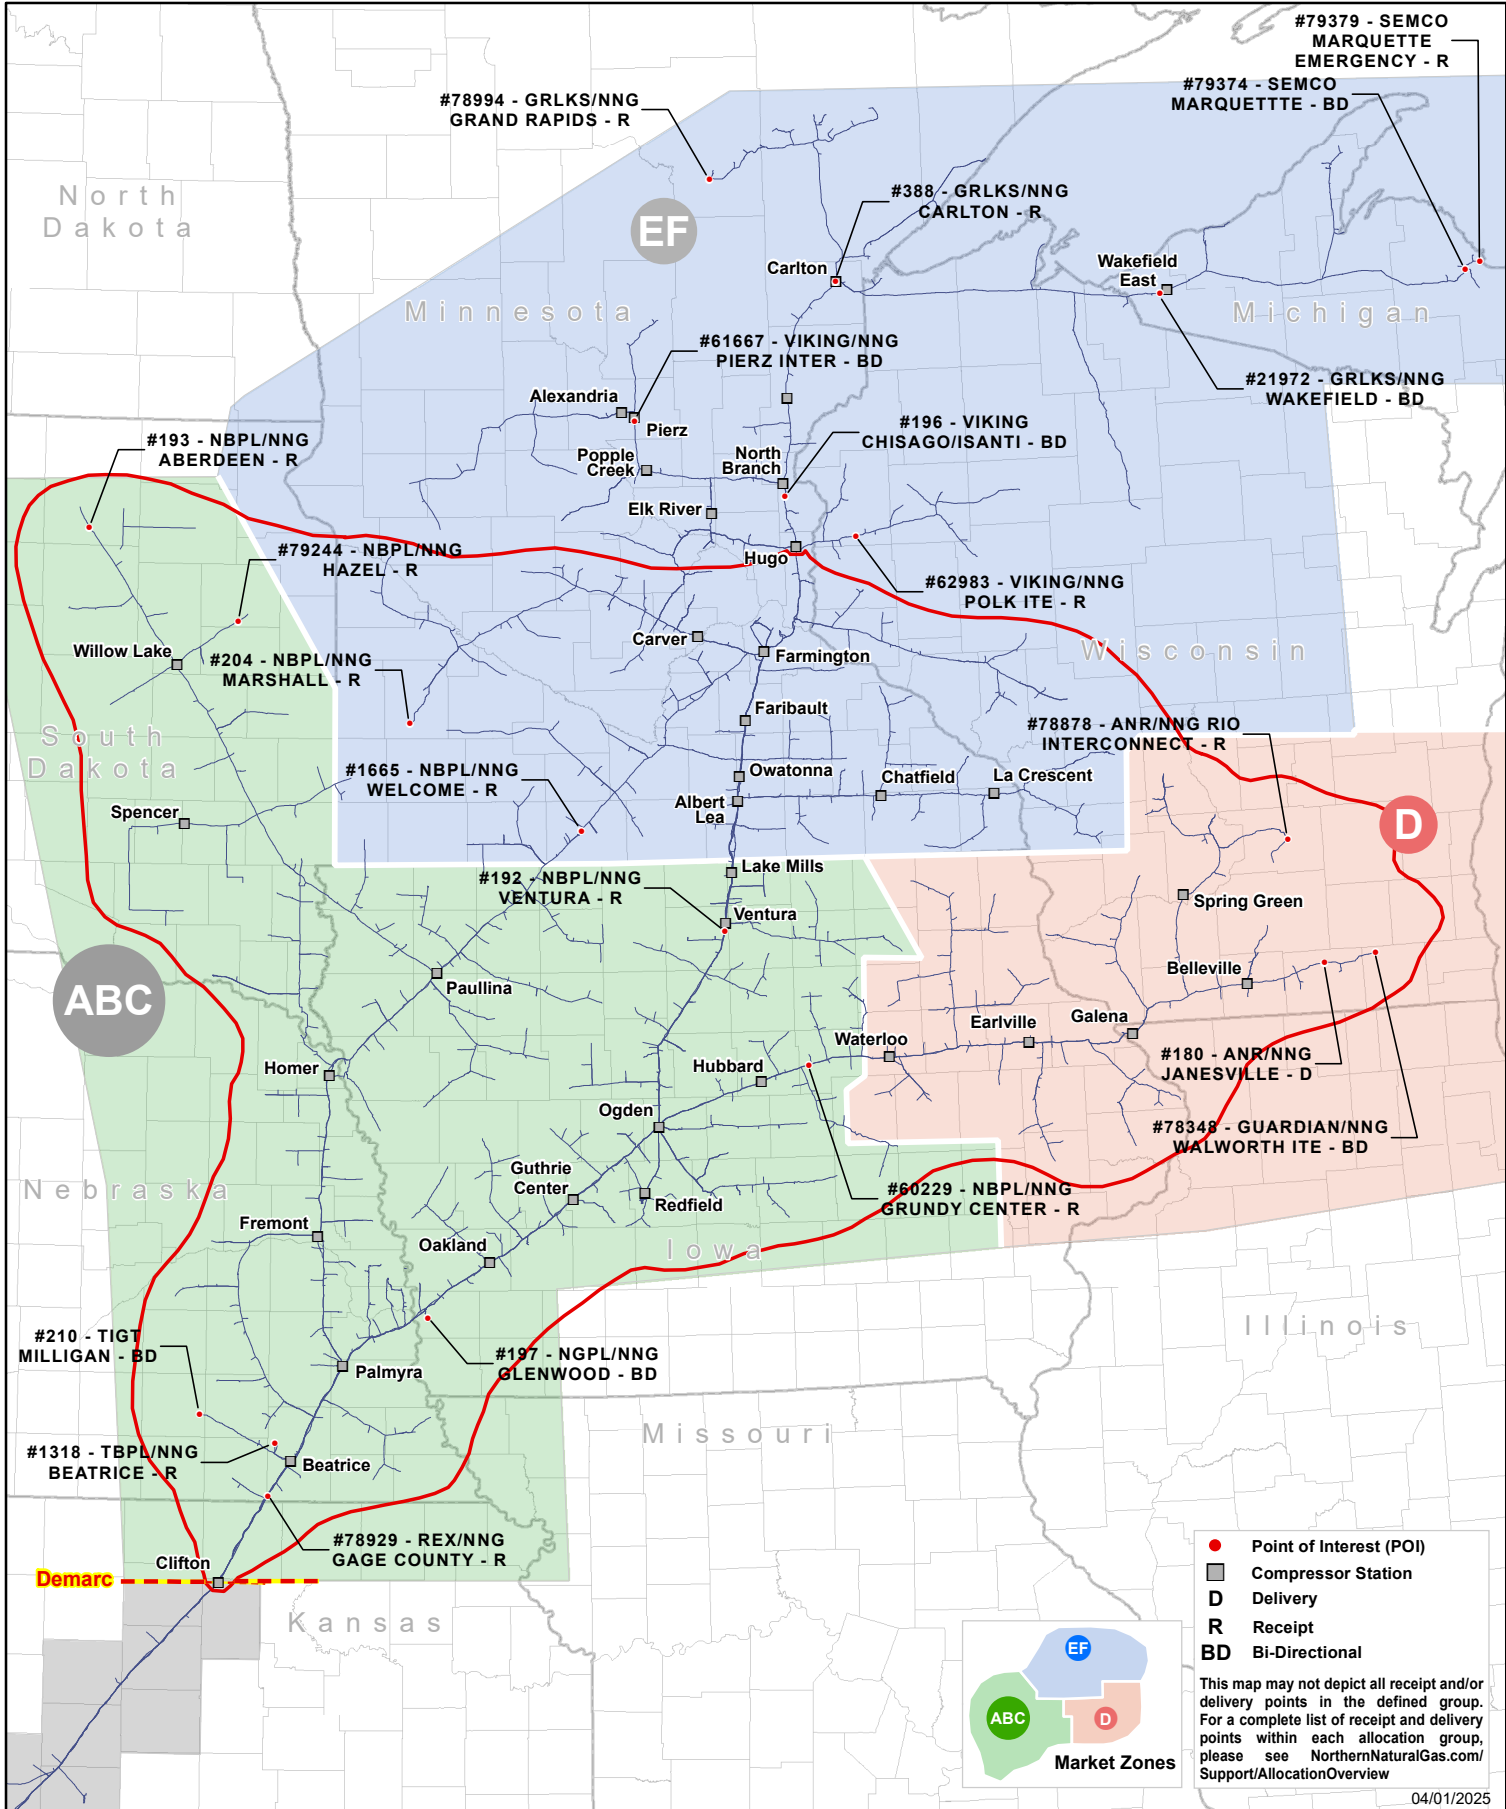 #79379 - SEMCO
MARQUETTE
EMERGENCY - R
#79374 - SEMCO
MARQUETTTE - BD
#78994 - GRLKS/NNG
GRAND RAPIDS - R
North
Dakota
#388 - GRLKS/NNG
CARLTON - R
EF
Carlton
Wakefield
East
Minnesota
Michigan
#61667 - VIKING/NNG
PIERZ INTER - BD
#21972 - GRLKS/NNG
WAKEFIELD - BD
Alexandria
Pierz
#193 - NBPL/NNG
ABERDEEN - R
#196 - VIKING
CHISAGO/ISANTI - BD
Popple
Creek
North
Branch
Elk River
#79244 - NBPL/NNG
HAZEL - R
Hugo
#62983 - VIKING/NNG
POLK ITE - R
Carver
Farmington
Willow Lake
#204 - NBPL/NNG
MARSHALL - R
Wisconsin
Faribault
#78878 - ANR/NNG RIO
INTERCONNECT - R
South
Dakota
#1665 - NBPL/NNG
WELCOME - R
Owatonna
Chatfield
La Crescent
Spencer
Albert
Lea
D
Lake Mills
#192 - NBPL/NNG
VENTURA - R
Spring Green
Ventura
Belleville
Paullina
ABC
Earlville
Galena
Waterloo
Homer
Hubbard
#180 - ANR/NNG
JANESVILLE - D
Ogden
#78348 - GUARDIAN/NNG
WALWORTH ITE - BD
Guthrie
Center
Nebraska
Redfield
#60229 - NBPL/NNG
GRUNDY CENTER - R
Fremont
Oakland
Iowa
Illinois
#210 - TIGT
MILLIGAN - BD
#197 - NGPL/NNG
GLENWOOD - BD
Palmyra
Missouri
#1318 - TBPL/NNG
BEATRICE - R
Beatrice
#78929 - REX/NNG
GAGE COUNTY - R
Clifton
Demarc
Kansas
Point of Interest (POI)
Compressor Station
D Delivery
R Receipt
BD Bi-Directional
This map may not depict all receipt and/or
delivery points in the defined group.
For a complete list of receipt and delivery
points within each allocation group,
please see NorthernNaturalGas.com/
Support/AllocationOverview
EF
ABC
D
Market Zones
04/01/2025